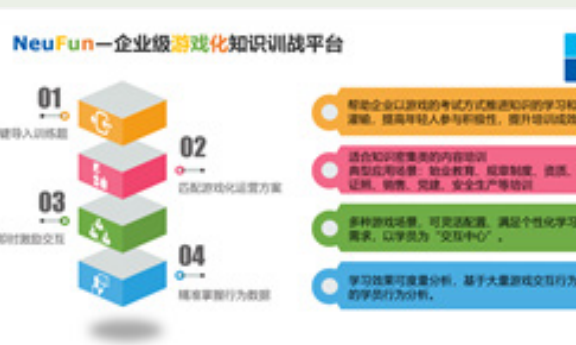 NeuFun—企业级游戏化知识训战平台
01
键导入训练题
02
匹配游戏化运营方案
03
即时激励交互
04
精准掌握行为数据
帮助企业以游戏的考试方式推进知识的学习和
灌输，提高年轻人参与积极性，提升培训成效
适合知识密集类的内容培训
典型应用场景：始业教育、规章制度、资质、
证照、销售、党建、安全生产等培训
多种游戏场景，可灵活配置，满足个性化学习
需求，以学员为“交互中心”。
学习效果可度量分析，基于大量游戏交互行为
的学员行为分析。